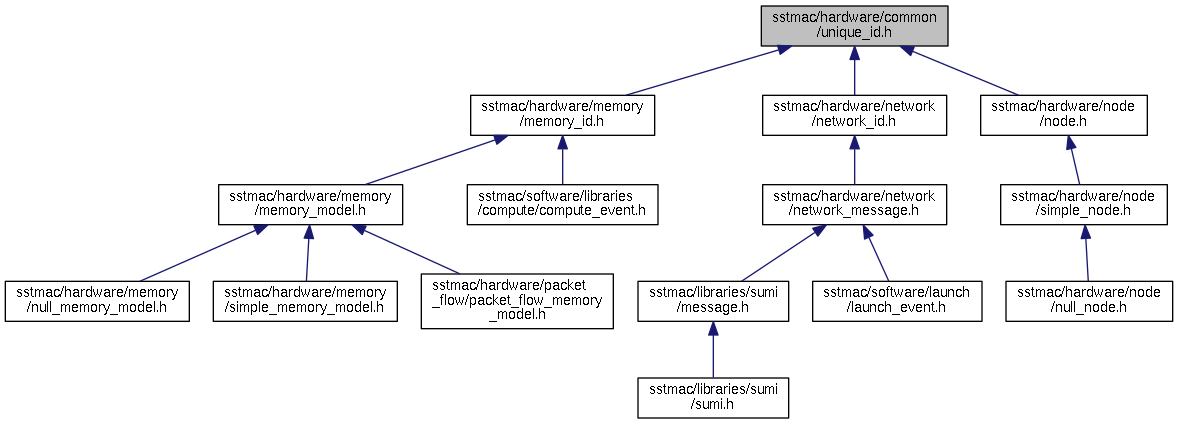 sstmac/hardware/common
/unique_id.h
sstmac/hardware/memory
/memory_id.h
sstmac/hardware/network
/network_id.h
sstmac/hardware/node
/node.h
sstmac/hardware/memory
/memory_model.h
sstmac/software/libraries
/compute/compute_event.h
sstmac/hardware/network
/network_message.h
sstmac/hardware/node
/simple_node.h
sstmac/hardware/memory
/null_memory_model.h
sstmac/hardware/memory
/simple_memory_model.h
sstmac/hardware/packet
_flow/packet_flow_memory
_model.h
sstmac/libraries/sumi
/message.h
sstmac/software/launch
/launch_event.h
sstmac/hardware/node
/null_node.h
sstmac/libraries/sumi
/sumi.h